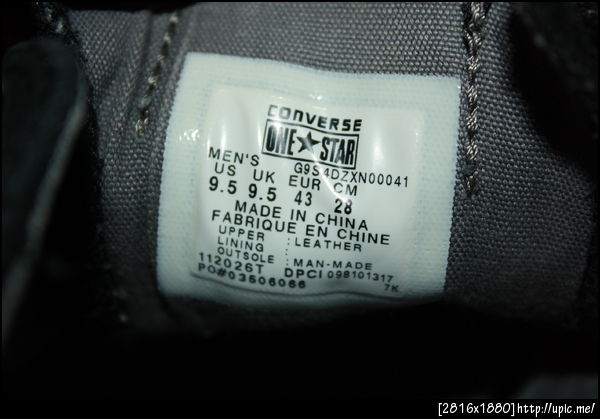 CONVERSE
ONE★STAR
MEN'S G9S4DZXN00041
US UK EUR CM
9.5 9.5 43 28
MADE IN CHINA
FABRIQUE EN CHINE
UPPER : LEATHER
LINING :
OUTSOLE : MAN-MADE
112026T DPCI 098101317
PO#03506066 7K
[2816x1880]http://upic.me/